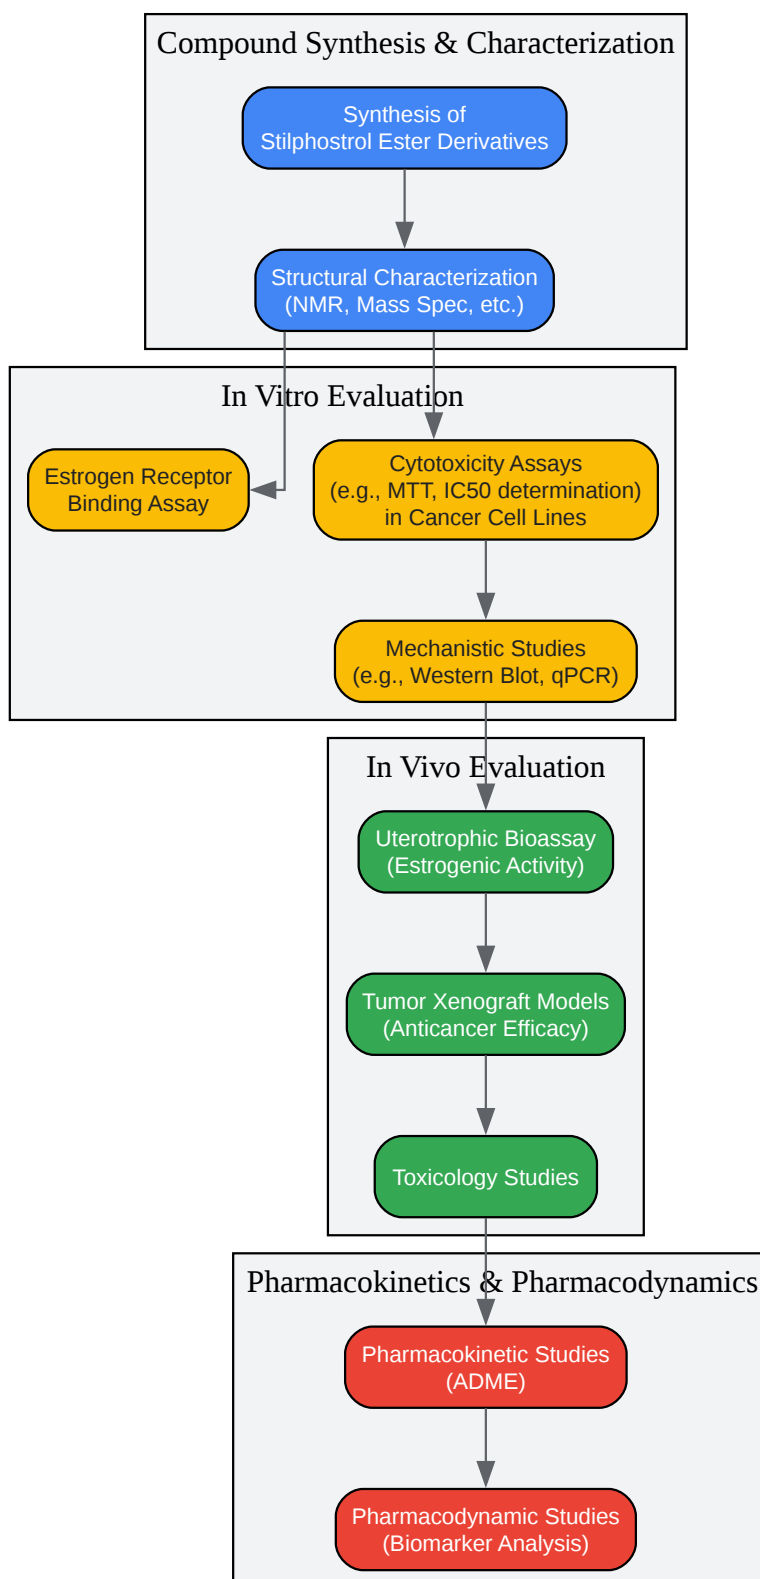 Compound Synthesis & Characterization
Synthesis of
Stilphostrol Ester Derivatives
Structural Characterization
(NMR, Mass Spec, etc.)
In Vitro Evaluation
Estrogen Receptor
Binding Assay
Cytotoxicity Assays
(e.g., MTT, IC50 determination)
in Cancer Cell Lines
Mechanistic Studies
(e.g., Western Blot, qPCR)
In Vivo Evaluation
Uterotrophic Bioassay
(Estrogenic Activity)
Tumor Xenograft Models
(Anticancer Efficacy)
Toxicology Studies
Pharmacokinetics & Pharmacodynamics
Pharmacokinetic Studies
(ADME)
Pharmacodynamic Studies
(Biomarker Analysis)